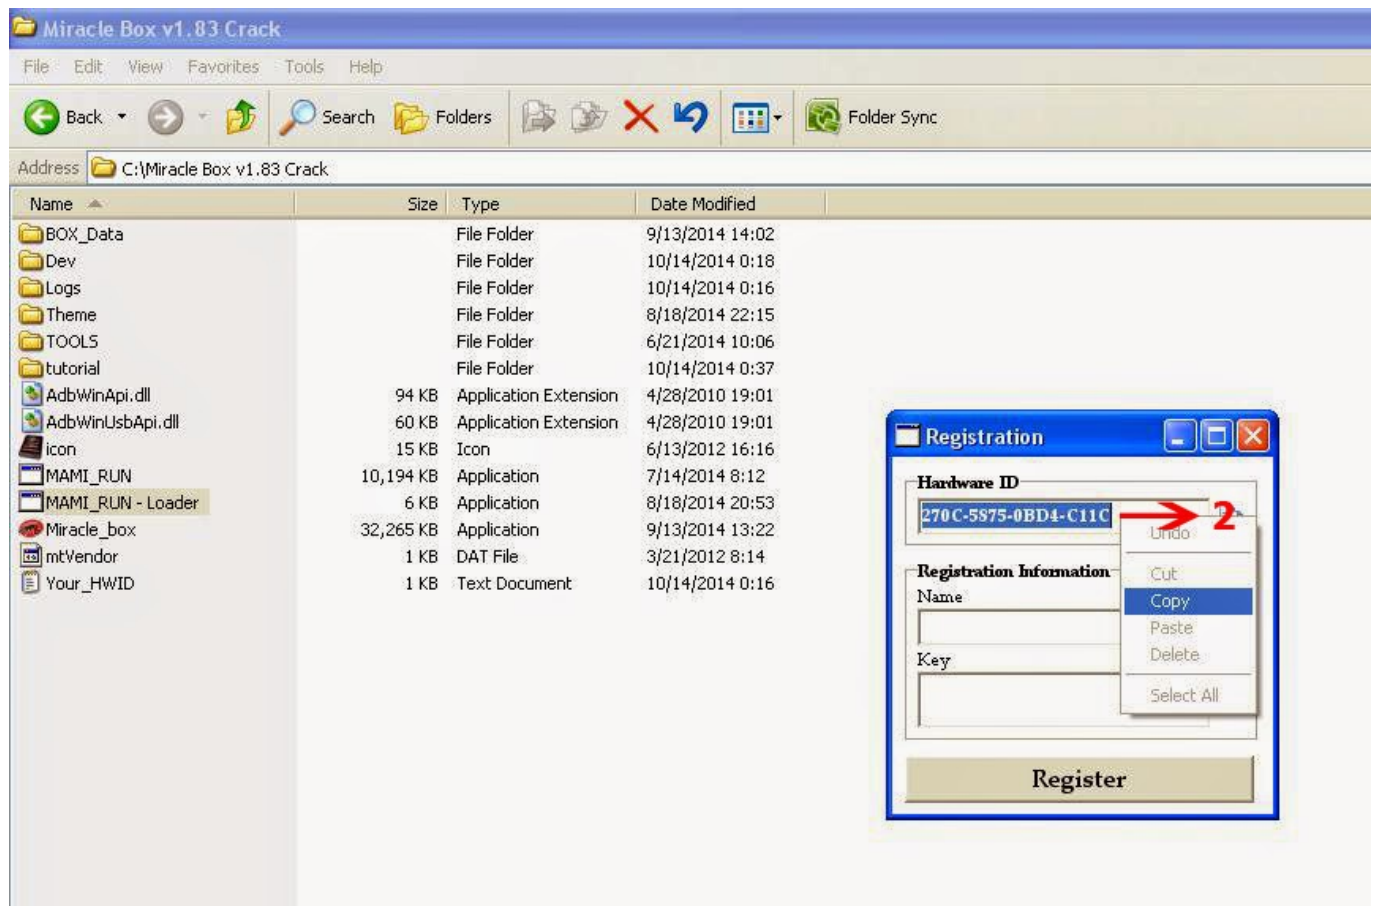 Miracle Box v1.83 Crack
File Edit View Favorites Tools Help
Back Search Folders Folder Sync
Address C:\Miracle Box v1.83 Crack
Name Size Type Date Modified
BOX_Data File Folder 9/13/2014 14:02
Dev File Folder 10/14/2014 0:18
Logs File Folder 10/14/2014 0:16
Theme File Folder 8/18/2014 22:15
TOOLS File Folder 6/21/2014 10:06
tutorial File Folder 10/14/2014 0:37
AdbWinApi.dll 94 KB Application Extension 4/28/2010 19:01
AdbWinUsbApi.dll 60 KB Application Extension 4/28/2010 19:01
icon 15 KB Icon 6/13/2012 16:16
MAMI_RUN 10,194 KB Application 7/14/2014 8:12
MAMI_RUN - Loader 6 KB Application 8/18/2014 20:53
Miracle_box 32,265 KB Application 9/13/2014 13:22
mtVendor 1 KB DAT File 3/21/2012 8:14
Your_HWID 1 KB Text Document 10/14/2014 0:16
Registration
Hardware ID
270C-5875-0BD4-C11C 2
Registration Information
Name
Key
Register
Undo
Cut
Copy
Paste
Delete
Select All